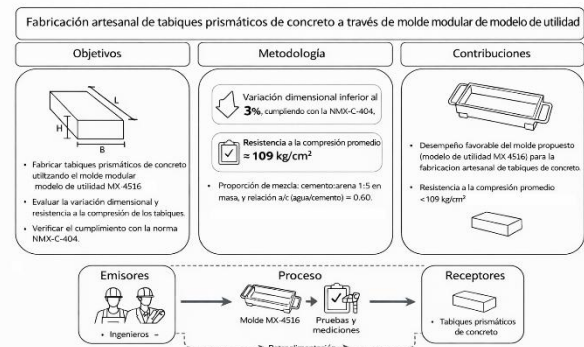 Fabricación artesanal de tabiques prismáticos de concreto a través de molde modular de modelo de utilidad
Objetivos
L
H
B
• Fabricar tabiques prismáticos de concreto
utilizando el molde modular
modelo de utilidad MX-4516
• Evaluar la variación dimensional y
resistencia a la compresión de los tabiques.
• Verificar el cumplimiento con la norma
NMX-C-404.
Metodología
Variación dimensional inferior al
3%, cumpliendo con la NMX-C-404,
Resistencia a la compresión promedio
≈ 109 kg/cm²
• Proporción de mezcla: cemento:arena 1:5 en
masa, y relación a/c (agua/cemento) = 0.60.
Contribuciones
• Desempeño favorable del molde propuesto
(modelo de utilidad MX 4516) para la
fabricacion artesanal de tabiques de concreto.
• Resistencia a la compresión promedio
<109 kg/cm²
Emisores
• Ingenieros –
Proceso
Molde MX-4516
Pruebas y
mediciones
Receptores
• Tabiques prismáticos
de concreto